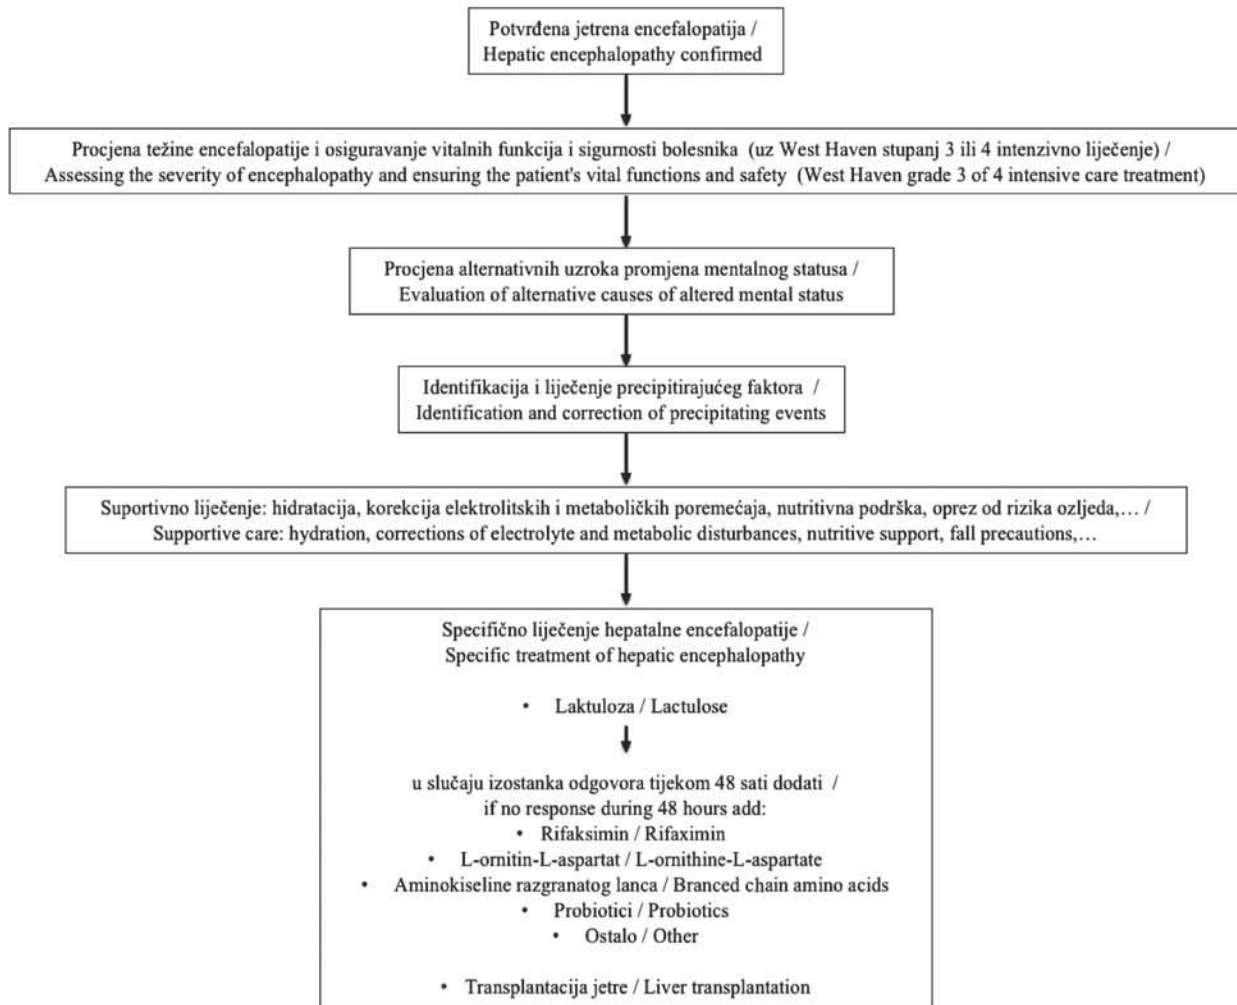 Potvrđena jetrena encefalopatija /
Hepatic encephalopathy confirmed
Procjena težine encefalopatije i osiguravanje vitalnih funkcija i sigurnosti bolesnika (uz West Haven stupanj 3 ili 4 intenzivno liječenje) /
Assessing the severity of encephalopathy and ensuring the patient's vital functions and safety (West Haven grade 3 of 4 intensive care treatment)
Procjena alternativnih uzroka promjena mentalnog statusa /
Evaluation of alternative causes of altered mental status
Identifikacija i liječenje precipitirajućeg faktora /
Identification and correction of precipitating events
Suportivno liječenje: hidratacija, korekcija elektrolitskih i metaboličkih poremećaja, nutritivna podrška, oprez od rizika ozljeda,... /
Supportive care: hydration, corrections of electrolyte and metabolic disturbances, nutritive support, fall precautions,...
Specifično liječenje hepatalne encefalopatije /
Specific treatment of hepatic encephalopathy
• Laktuloza / Lactulose
u slučaju izostanka odgovora tijekom 48 sati dodati /
if no response during 48 hours add:
• Rifaksimin / Rifaximin
• L-ornitin-L-aspartat / L-ornithine-L-aspartate
• Aminokiseline razgranatog lanca / Branced chain amino acids
• Probiotici / Probiotics
• Ostalo / Other
• Transplantacija jetre / Liver transplantation